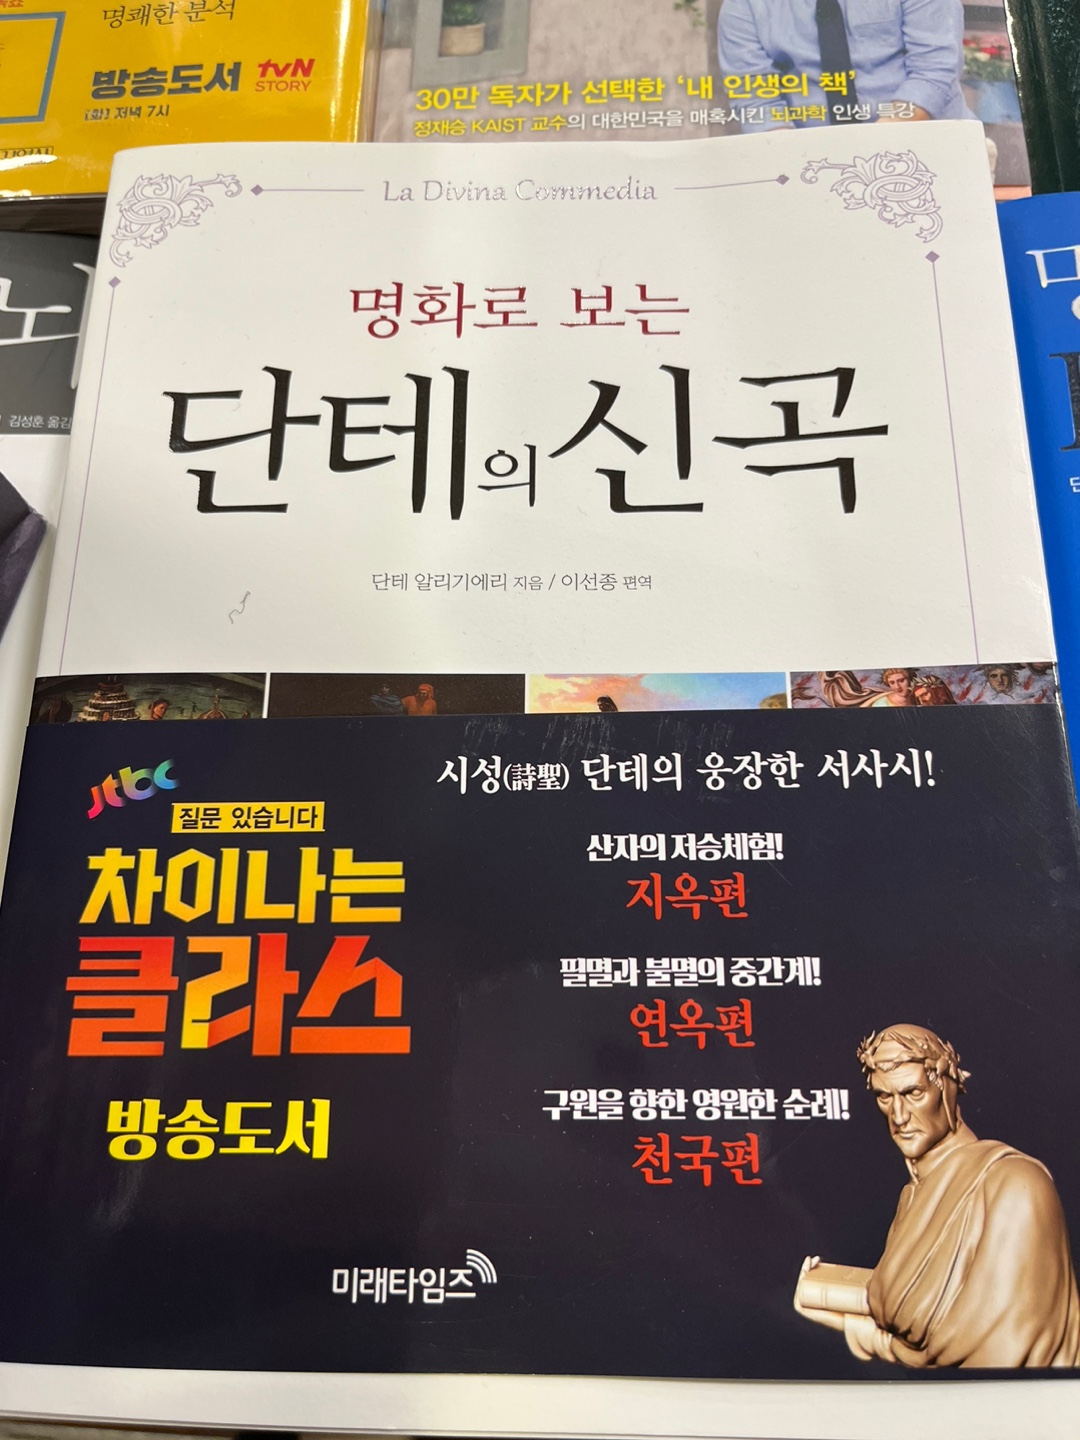 명쾌한 분석
방송도서 tvN STORY
[화] 저녁 7시
30만 독자가 선택한 ‘내 인생의 책’
정재승 KAIST 교수의 대한민국을 매혹시킨 뇌과학 인생 특강
La Divina Commedia
명화로 보는
단테의 신곡
단테 알리기에리 지음 / 이선종 편역
김성훈 옮김
jtbc
질문 있습니다
차이나는
클라스
방송도서
시성(詩聖) 단테의 웅장한 서사시!
산자의 저승체험!
지옥편
필멸과 불멸의 중간계!
연옥편
구원을 향한 영원한 순례!
천국편
미래타임즈